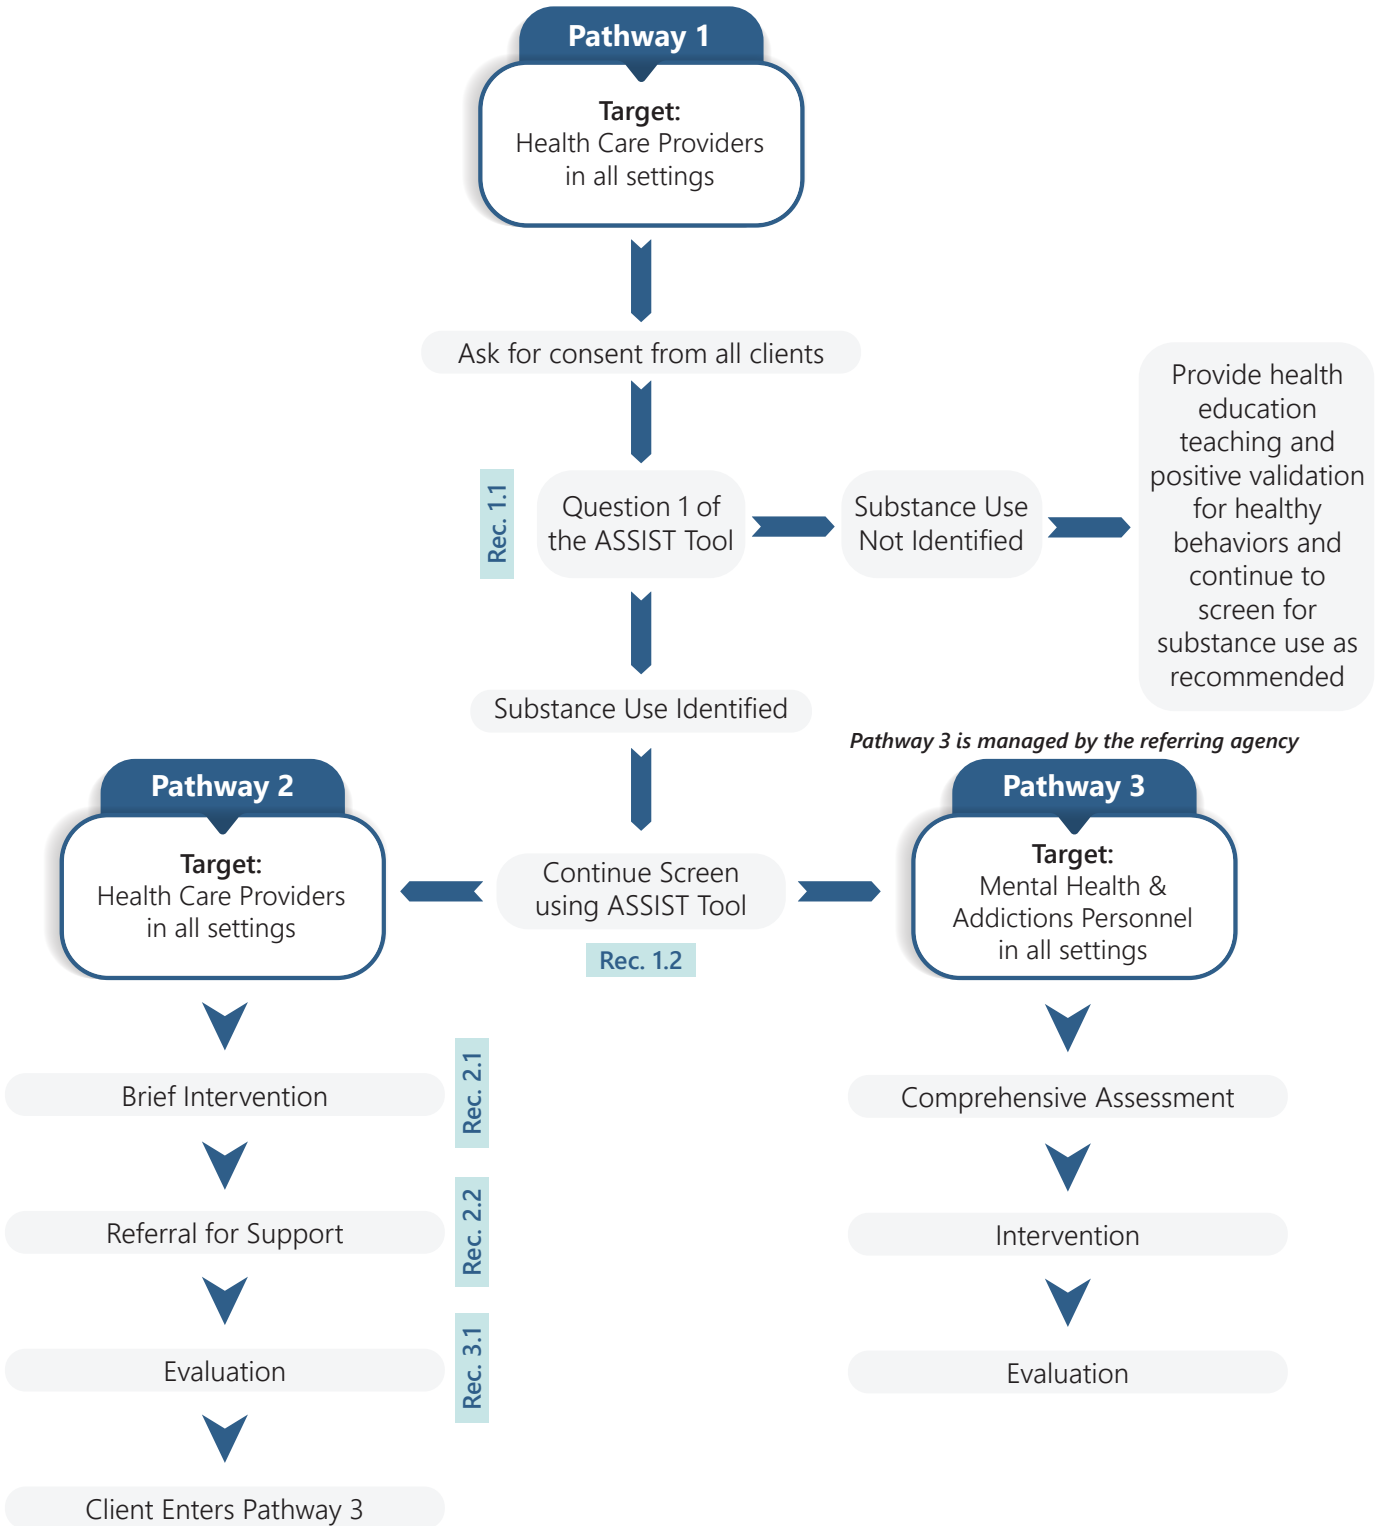 Pathway 1
Target:
Health Care Providers
in all settings
Ask for consent from all clients
Rec. 1.1
Question 1 of
the ASSIST Tool
Substance Use
Not Identified
Provide health
education
teaching and
positive validation
for healthy
behaviors and
continue to
screen for
substance use as
recommended
Substance Use Identified
Pathway 3 is managed by the referring agency
Pathway 2
Target:
Health Care Providers
in all settings
Continue Screen
using ASSIST Tool
Rec. 1.2
Pathway 3
Target:
Mental Health &
Addictions Personnel
in all settings
Brief Intervention
Rec. 2.1
Referral for Support
Rec. 2.2
Evaluation
Rec. 3.1
Client Enters Pathway 3
Comprehensive Assessment
Intervention
Evaluation